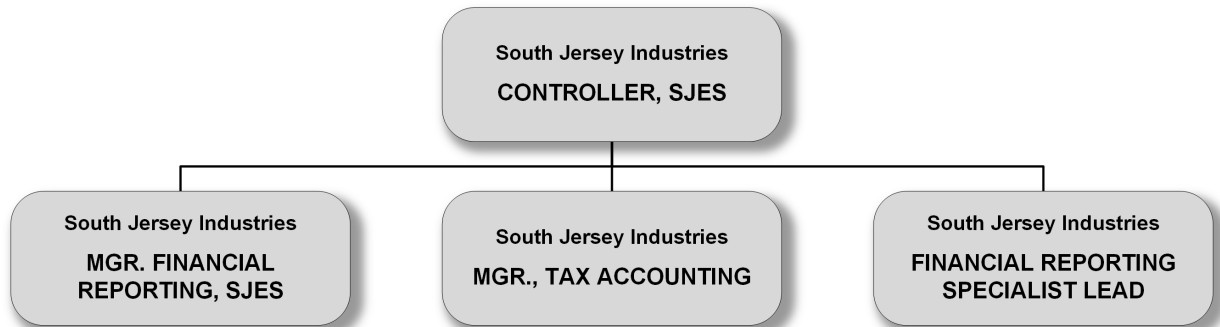 South Jersey Industries
CONTROLLER, SJES
South Jersey Industries
MGR. FINANCIAL
REPORTING, SJES
South Jersey Industries
MGR., TAX ACCOUNTING
South Jersey Industries
FINANCIAL REPORTING
SPECIALIST LEAD